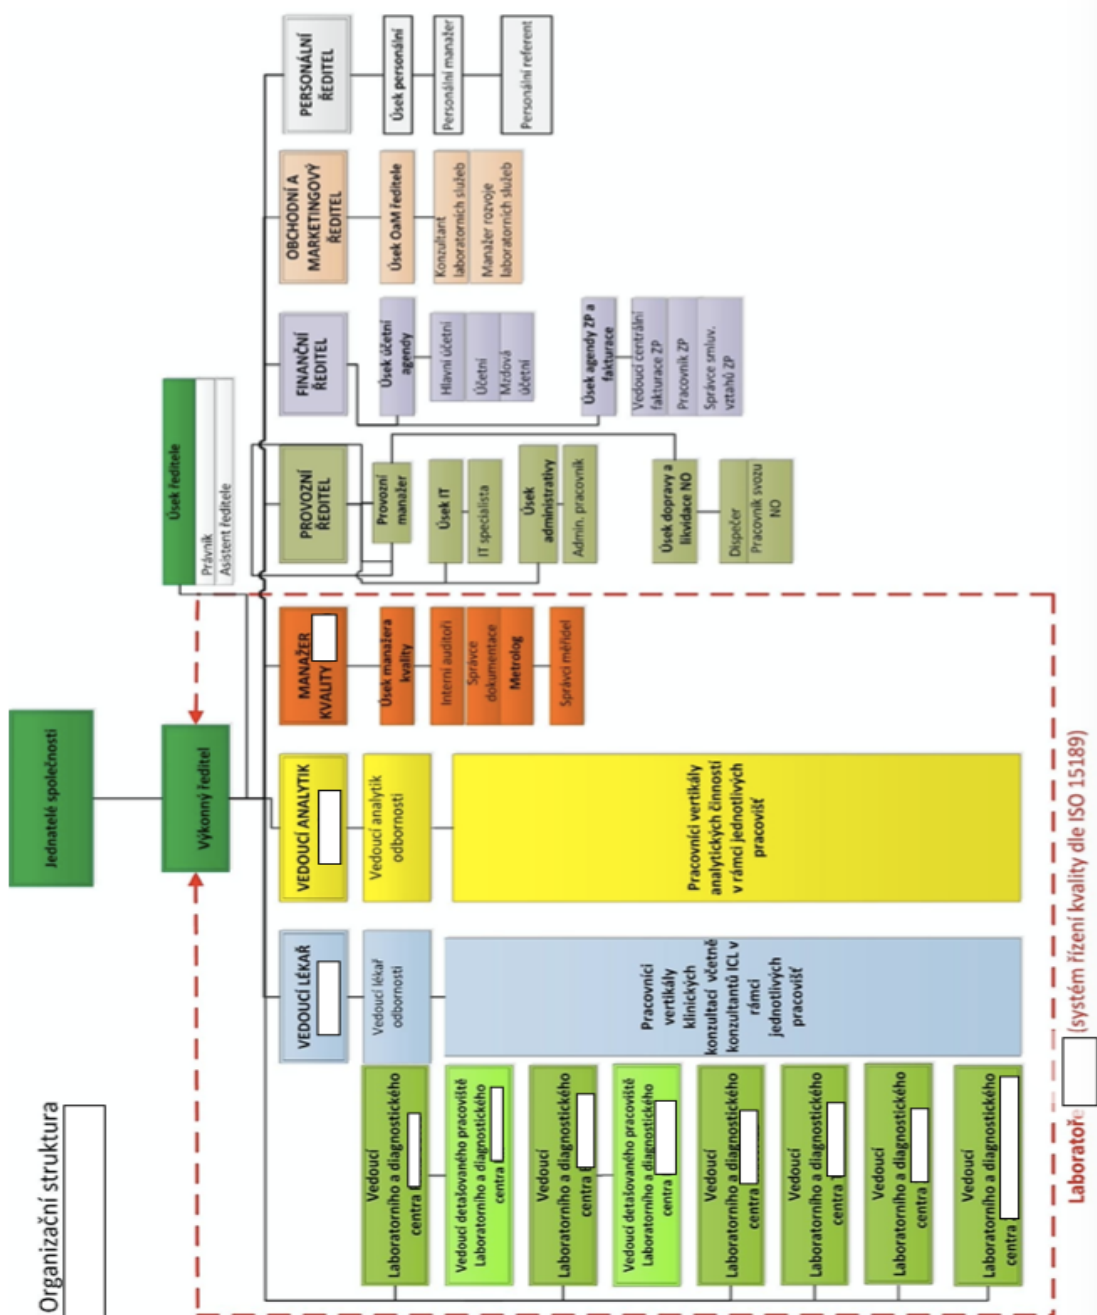 Organizační struktura
Jednatelé společnosti
Výkonný ředitel
Úsek ředitele
Právník
Asistent ředitele
VEDOUCÍ LÉKAŘ
Vedoucí lékař
odbornosti
Pracovníci
vertikály
klinických
konzultací včetně
konzultantů ICL v
rámci
jednotlivých
pracovišť
VEDOUCÍ ANALYTIK
Vedoucí analytik
odbornosti
Pracovníci vertikály
analytických činností
v rámci jednotlivých
pracovišť
MANAŽER
KVALITY
Úsek manažera
kvality
Interní auditoři
Správce
dokumentace
Metrolog
Správci měřidel
PROVOZNÍ
ŘEDITEL
Provozní
manažer
Úsek IT
IT specialista
Úsek
administrativy
Admin. pracovník
Úsek dopravy a
likvidace NO
Dispečer
Pracovník svozu
NO
FINANČNÍ
ŘEDITEL
Úsek účetní
agendy
Hlavní účetní
Účetní
Mzdová
účetní
Úsek agendy ZP a
fakturace
Vedoucí centrální
fakturace ZP
Pracovník ZP
Správce smluv.
vztahů ZP
OBCHODNÍ A
MARKETINGOVÝ
ŘEDITEL
Úsek OaM ředitele
Konzultant
laboratorních služeb
Manažer rozvoje
laboratorních služeb
PERSONÁLNÍ
ŘEDITEL
Úsek personální
Personální manažer
Personální referent
Vedoucí
Laboratorního a diagnostického
centra
Vedoucí detašovaného pracoviště
Laboratorního a diagnostického
centra
Vedoucí
Laboratorního a diagnostického
centra
Vedoucí detašovaného pracoviště
Laboratorního a diagnostického
centra
Vedoucí
Laboratorního a diagnostického
centra
Vedoucí
Laboratorního a diagnostického
centra
Vedoucí
Laboratorního a diagnostického
centra
Vedoucí
Laboratorního a diagnostického
centra
Laboratoře (systém řízení kvality dle ISO 15189)